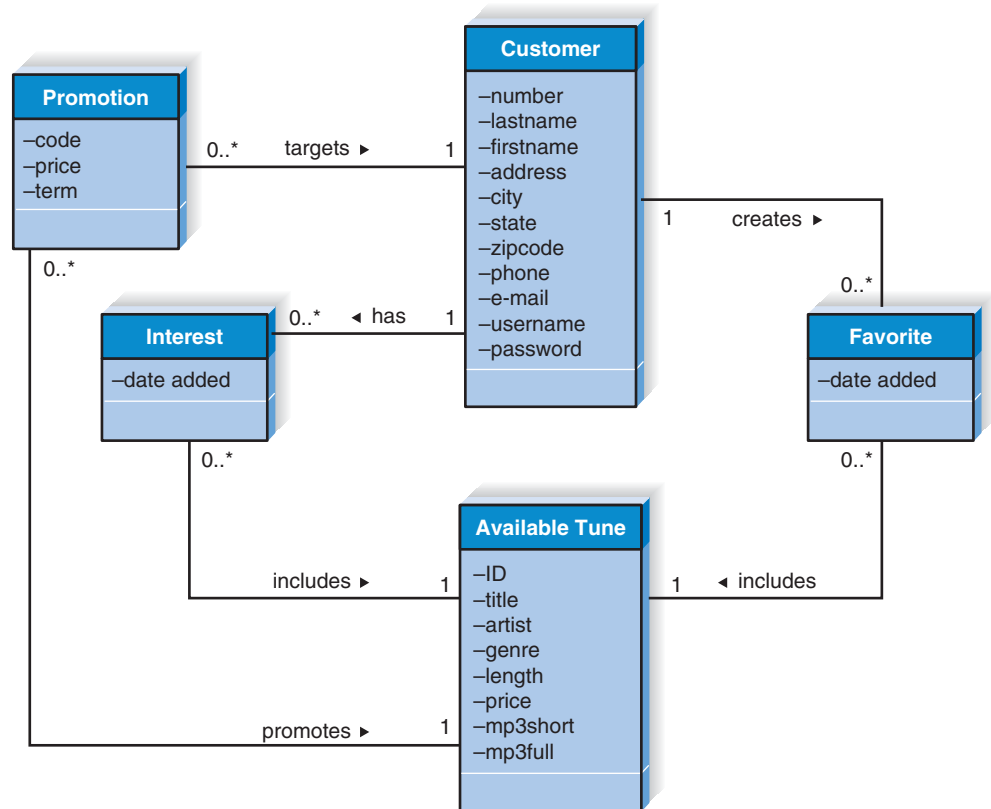 Customer
–number
–lastname
–firstname
–address
–city
–state
–zipcode
–phone
–e-mail
–username
–password
Promotion
–code
–price
–term
0..* targets ► 1
1 creates ►
0..*
0..*
0..* ◄ has 1
Interest
–date added
Favorite
–date added
0..*
0..*
Available Tune
–ID
–title
–artist
–genre
–length
–price
–mp3short
–mp3full
includes ► 1
1 ◄ includes
promotes ► 1